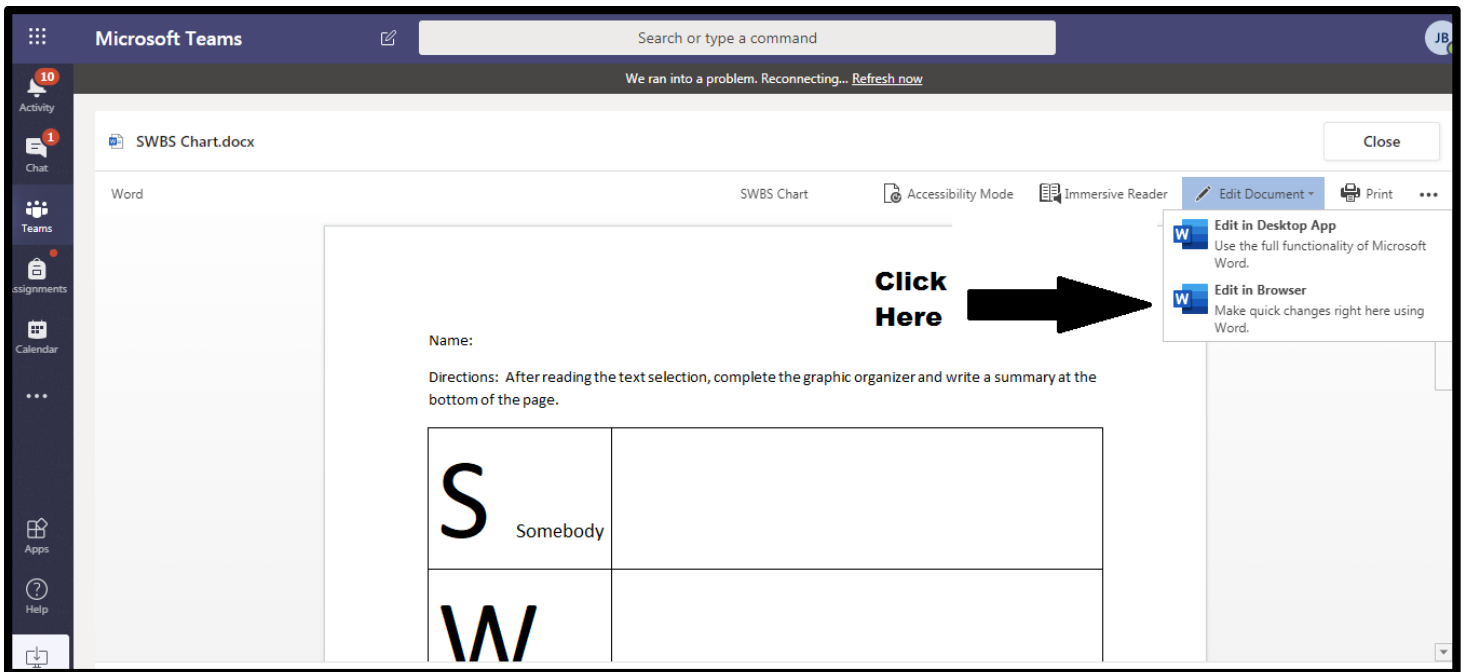 Microsoft Teams
Search or type a command
JB
We ran into a problem. Reconnecting... Refresh now
10
Activity
1
Chat
Teams
ssignments
Calendar
Apps
Help
SWBS Chart.docx
Close
Word
SWBS Chart
Accessibility Mode
Immersive Reader
Edit Document
Print
Edit in Desktop App
Use the full functionality of Microsoft
Word.
Edit in Browser
Make quick changes right here using
Word.
Click
Here
Name:
Directions: After reading the text selection, complete the graphic organizer and write a summary at the
bottom of the page.
S Somebody
W